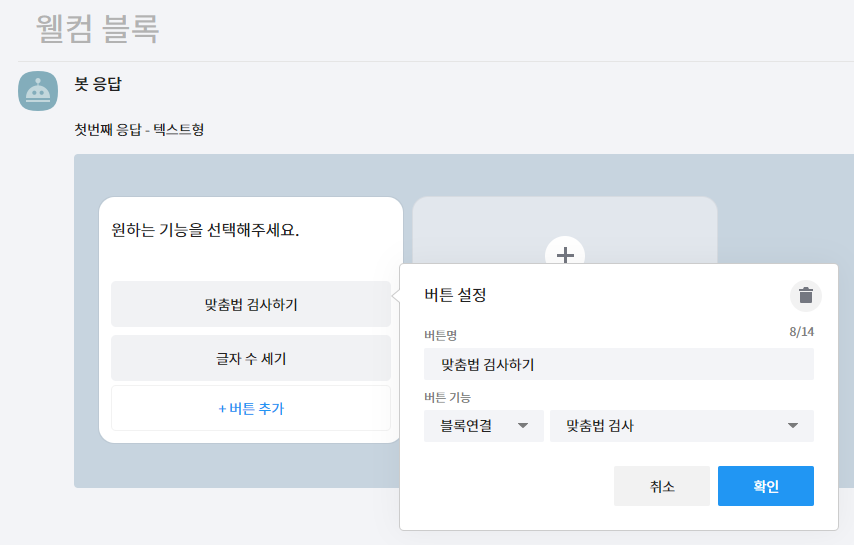 웰컴 블록
봇 응답
첫번째 응답 - 텍스트형
원하는 기능을 선택해주세요.
맞춤법 검사하기
글자 수 세기
+ 버튼 추가
버튼 설정
버튼명
8/14
맞춤법 검사하기
버튼 기능
블록연결
맞춤법 검사
취소
확인